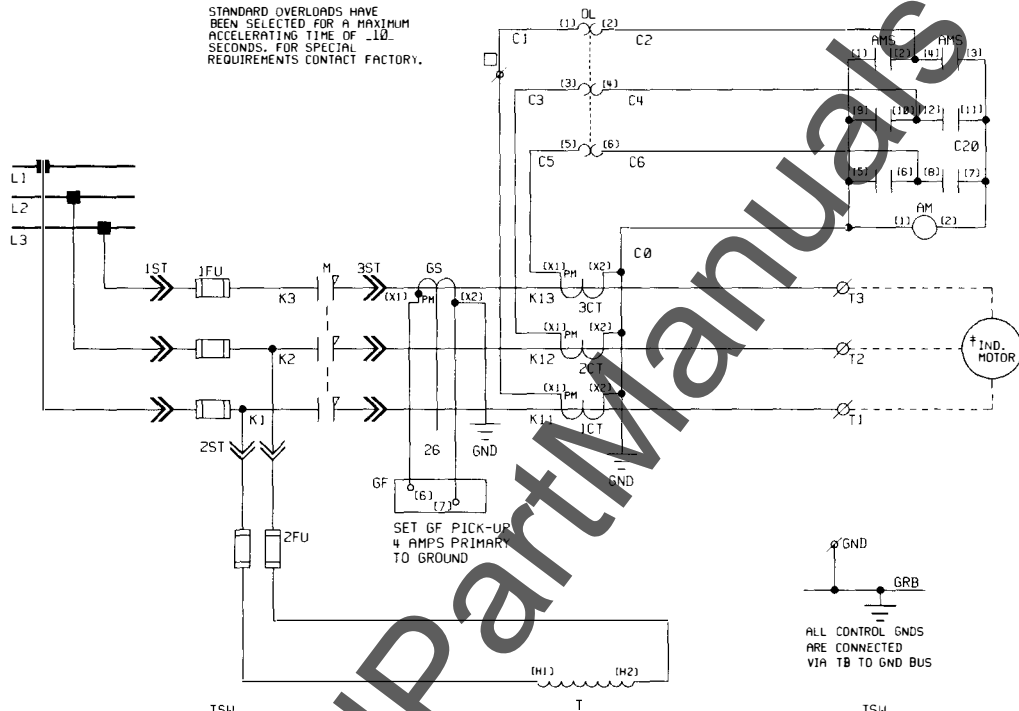 STANDARD OVERLOADS HAVE
BEEN SELECTED FOR A MAXIMUM
ACCELERATING TIME OF _10_
SECONDS. FOR SPECIAL
REQUIREMENTS CONTACT FACTORY.
OL
(1) (2)
C1 C2
AMS AMS
(1) (2) (4) (3)
(3) (4)
C3 C4
(9) (10) (12) (11)
C20
(5) (6)
C5 C6
(5) (6) (8) (7)
AM
(1) (2)
L1
L2
L3
C0
1ST 1FU M 3ST GS
K3
(X1) PM (X2)
(X1) PM (X2)
K13 3CT
T3
K2
(X1) PM (X2)
K12 2CT
T2
* IND.
MOTOR
K1
(X1) PM (X2)
K11 1CT
T1
2ST
26 GND
GND
GF
(6)
(7)
SET GF PICK-UP
4 AMPS PRIMARY
TO GROUND
2FU
GND
GRB
ALL CONTROL GNDS
ARE CONNECTED
VIA TB TO GND BUS
(H1) (H2)
T
TSW TSW
PartManuals